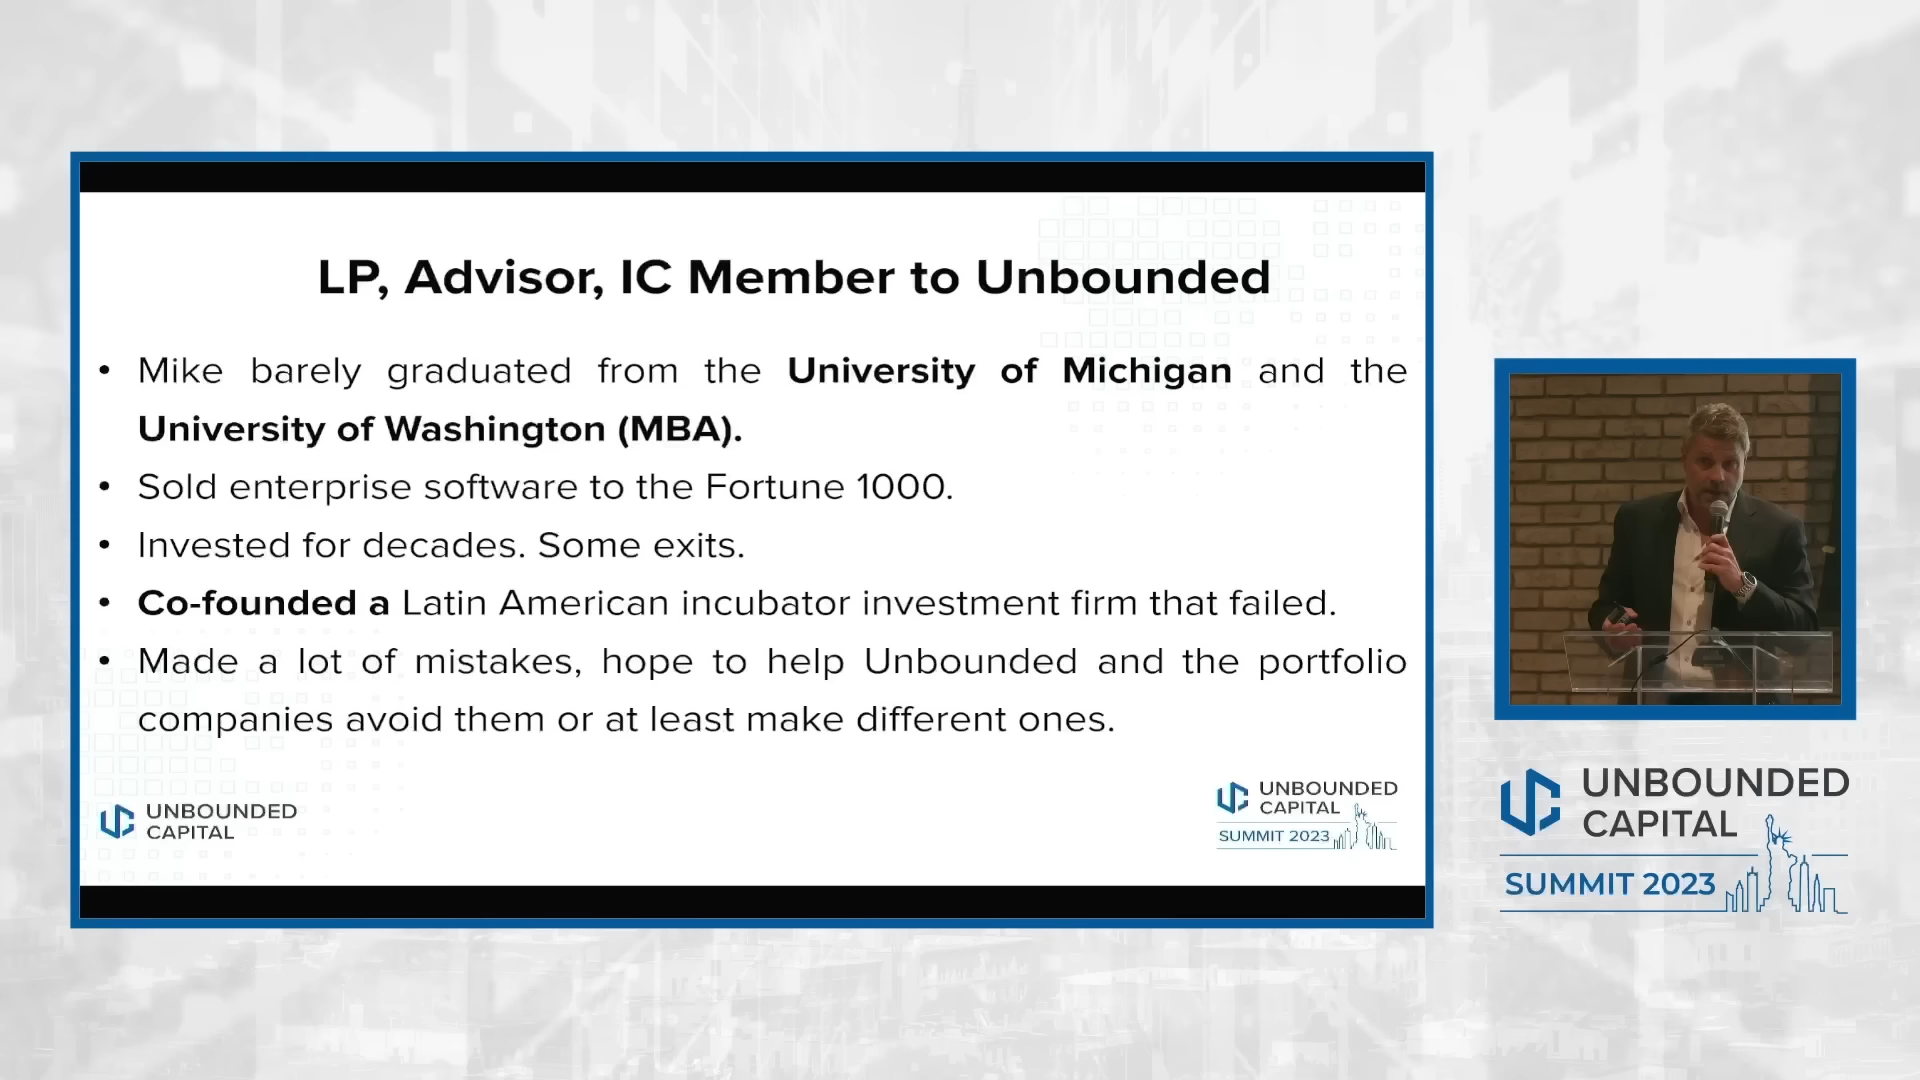 LP, Advisor, IC Member to Unbounded
• Mike barely graduated from the University of Michigan and the
University of Washington (MBA).
• Sold enterprise software to the Fortune 1000.
• Invested for decades. Some exits.
• Co-founded a Latin American incubator investment firm that failed.
• Made a lot of mistakes, hope to help Unbounded and the portfolio
companies avoid them or at least make different ones.
UNBOUNDED
CAPITAL
UNBOUNDED
CAPITAL
SUMMIT 2023
UNBOUNDED
CAPITAL
SUMMIT 2023